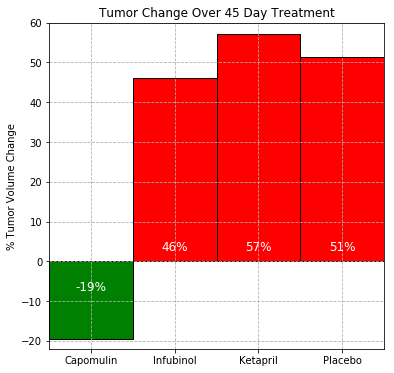 Tumor Change Over 45 Day Treatment
% Tumor Volume Change
60
50
40
30
20
10
0
−10
−20
-19%
46%
57%
51%
Capomulin
Infubinol
Ketapril
Placebo